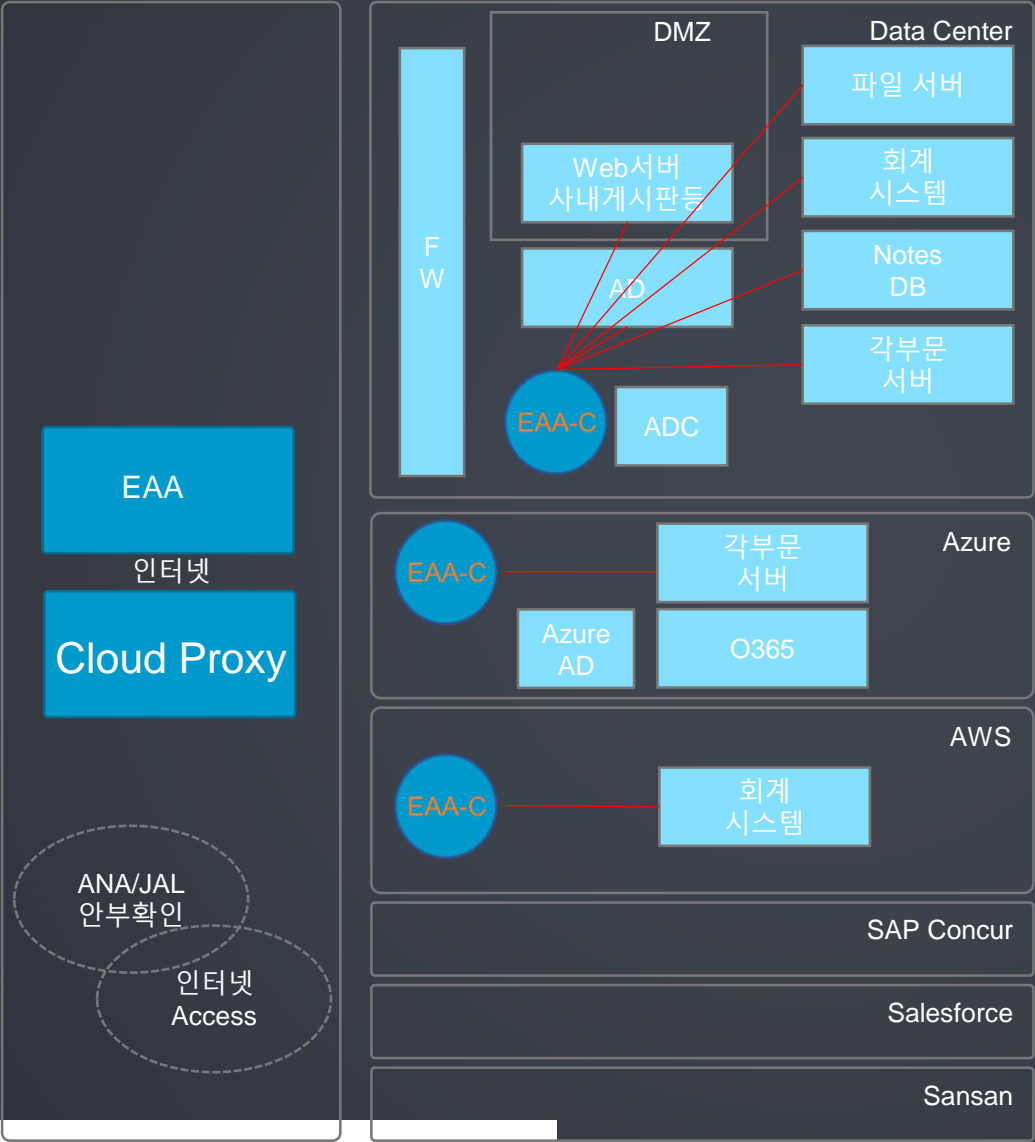 EAA
인터넷
Cloud Proxy
ANA/JAL
안부확인
인터넷
Access
DMZ
Data Center
F
W
Web서버
사내게시판등
AD
EAA-C
ADC
파일 서버
회계
시스템
Notes
DB
각부문
서버
Azure
EAA-C
각부문
서버
Azure
AD
O365
AWS
EAA-C
회계
시스템
SAP Concur
Salesforce
Sansan